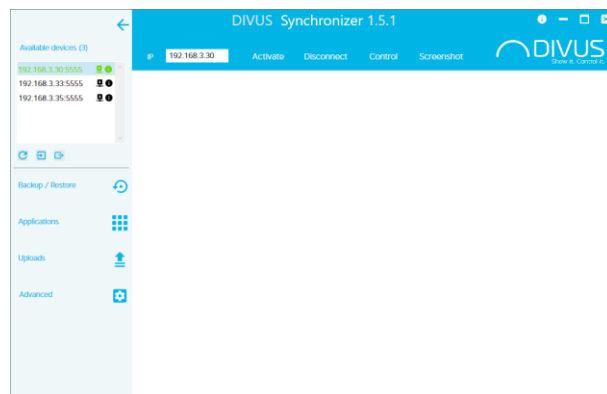 DIVUS Synchronizer 1.5.1
Available devices (3)
IP 192.168.3.30 Activate Disconnect Control Screenshot
DIVUS
Show it. Control it.
192.168.3.30:5555
192.168.3.33:5555
192.168.3.35:5555
Backup / Restore
Applications
Uploads
Advanced